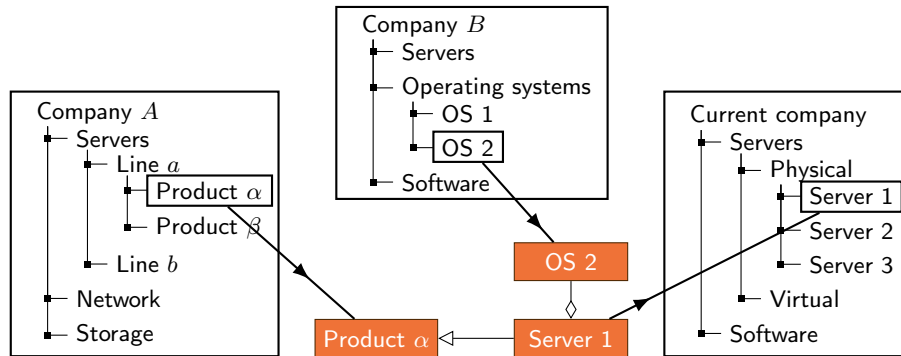 Company A
Servers
Line a
Product α
Product β
Line b
Network
Storage
Company B
Servers
Operating systems
OS 1
OS 2
Software
Current company
Servers
Physical
Server 1
Server 2
Server 3
Virtual
Software
OS 2
Product α
Server 1